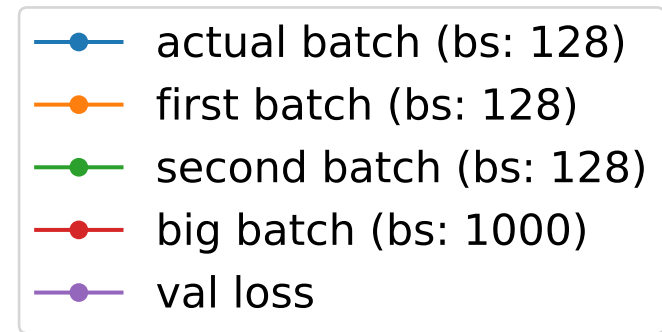 actual batch (bs: 128)
first batch (bs: 128)
second batch (bs: 128)
big batch (bs: 1000)
val loss